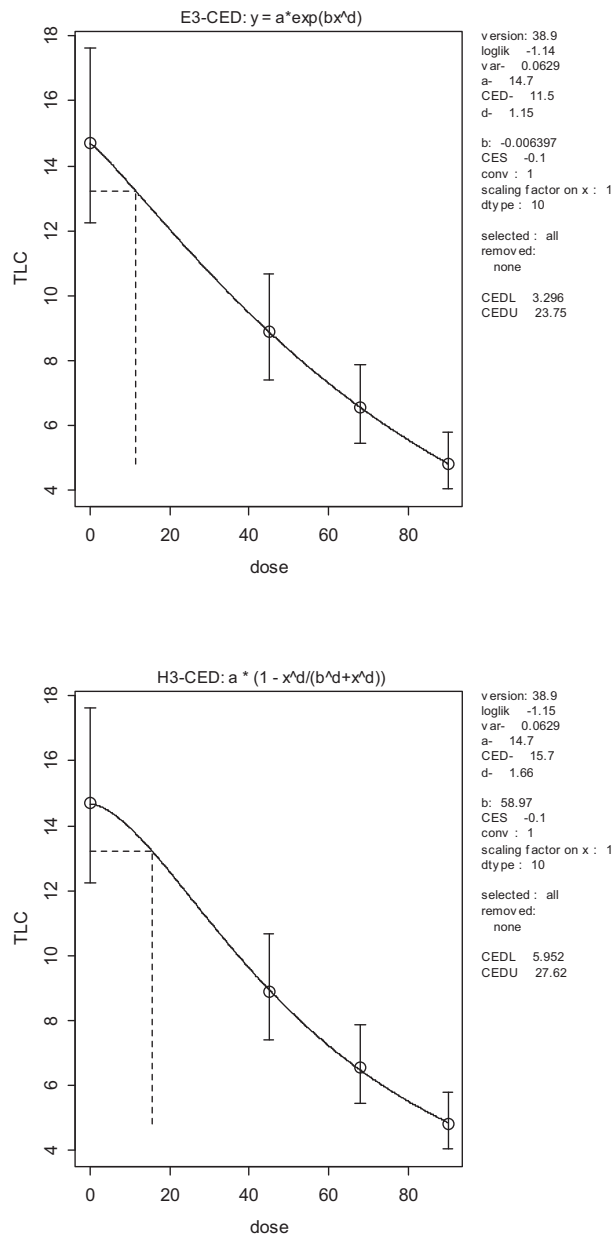 E3-CED: y = a*exp(bx^d)
18
16
14
12
10
8
6
4
TLC
0 20 40 60 80
dose
version: 38.9
loglik -1.14
var- 0.0629
a- 14.7
CED- 11.5
d- 1.15
b: -0.006397
CES -0.1
conv : 1
scaling factor on x : 1
dtype : 10
selected : all
removed:
none
CEDL 3.296
CEDU 23.75
H3-CED: a * (1 - x^d/(b^d+x^d))
18
16
14
12
10
8
6
4
TLC
0 20 40 60 80
dose
version: 38.9
loglik -1.15
var- 0.0629
a- 14.7
CED- 15.7
d- 1.66
b: 58.97
CES -0.1
conv : 1
scaling factor on x : 1
dtype : 10
selected : all
removed:
none
CEDL 5.952
CEDU 27.62